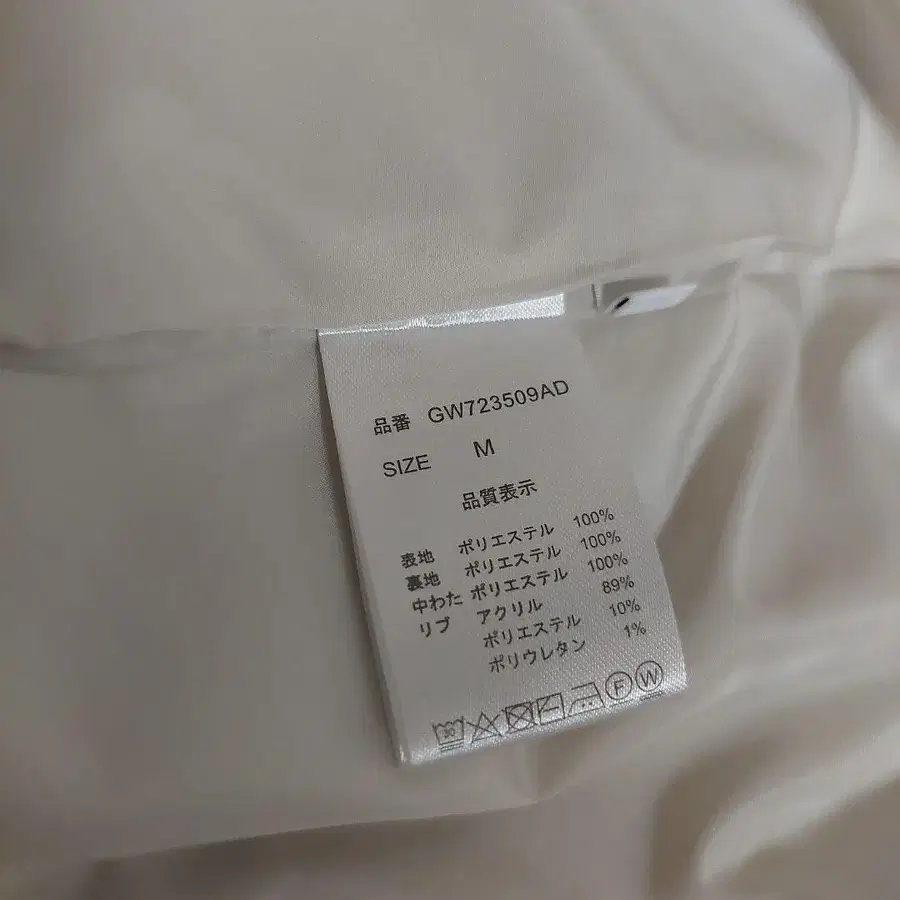 品番 GW723509AD
SIZE M
品質表示
表地 ポリエステル 100%
裏地 ポリエステル 100%
中わた ポリエステル 100%
リブ アクリル 89%
ポリエステル 10%
ポリウレタン 1%
30 F W